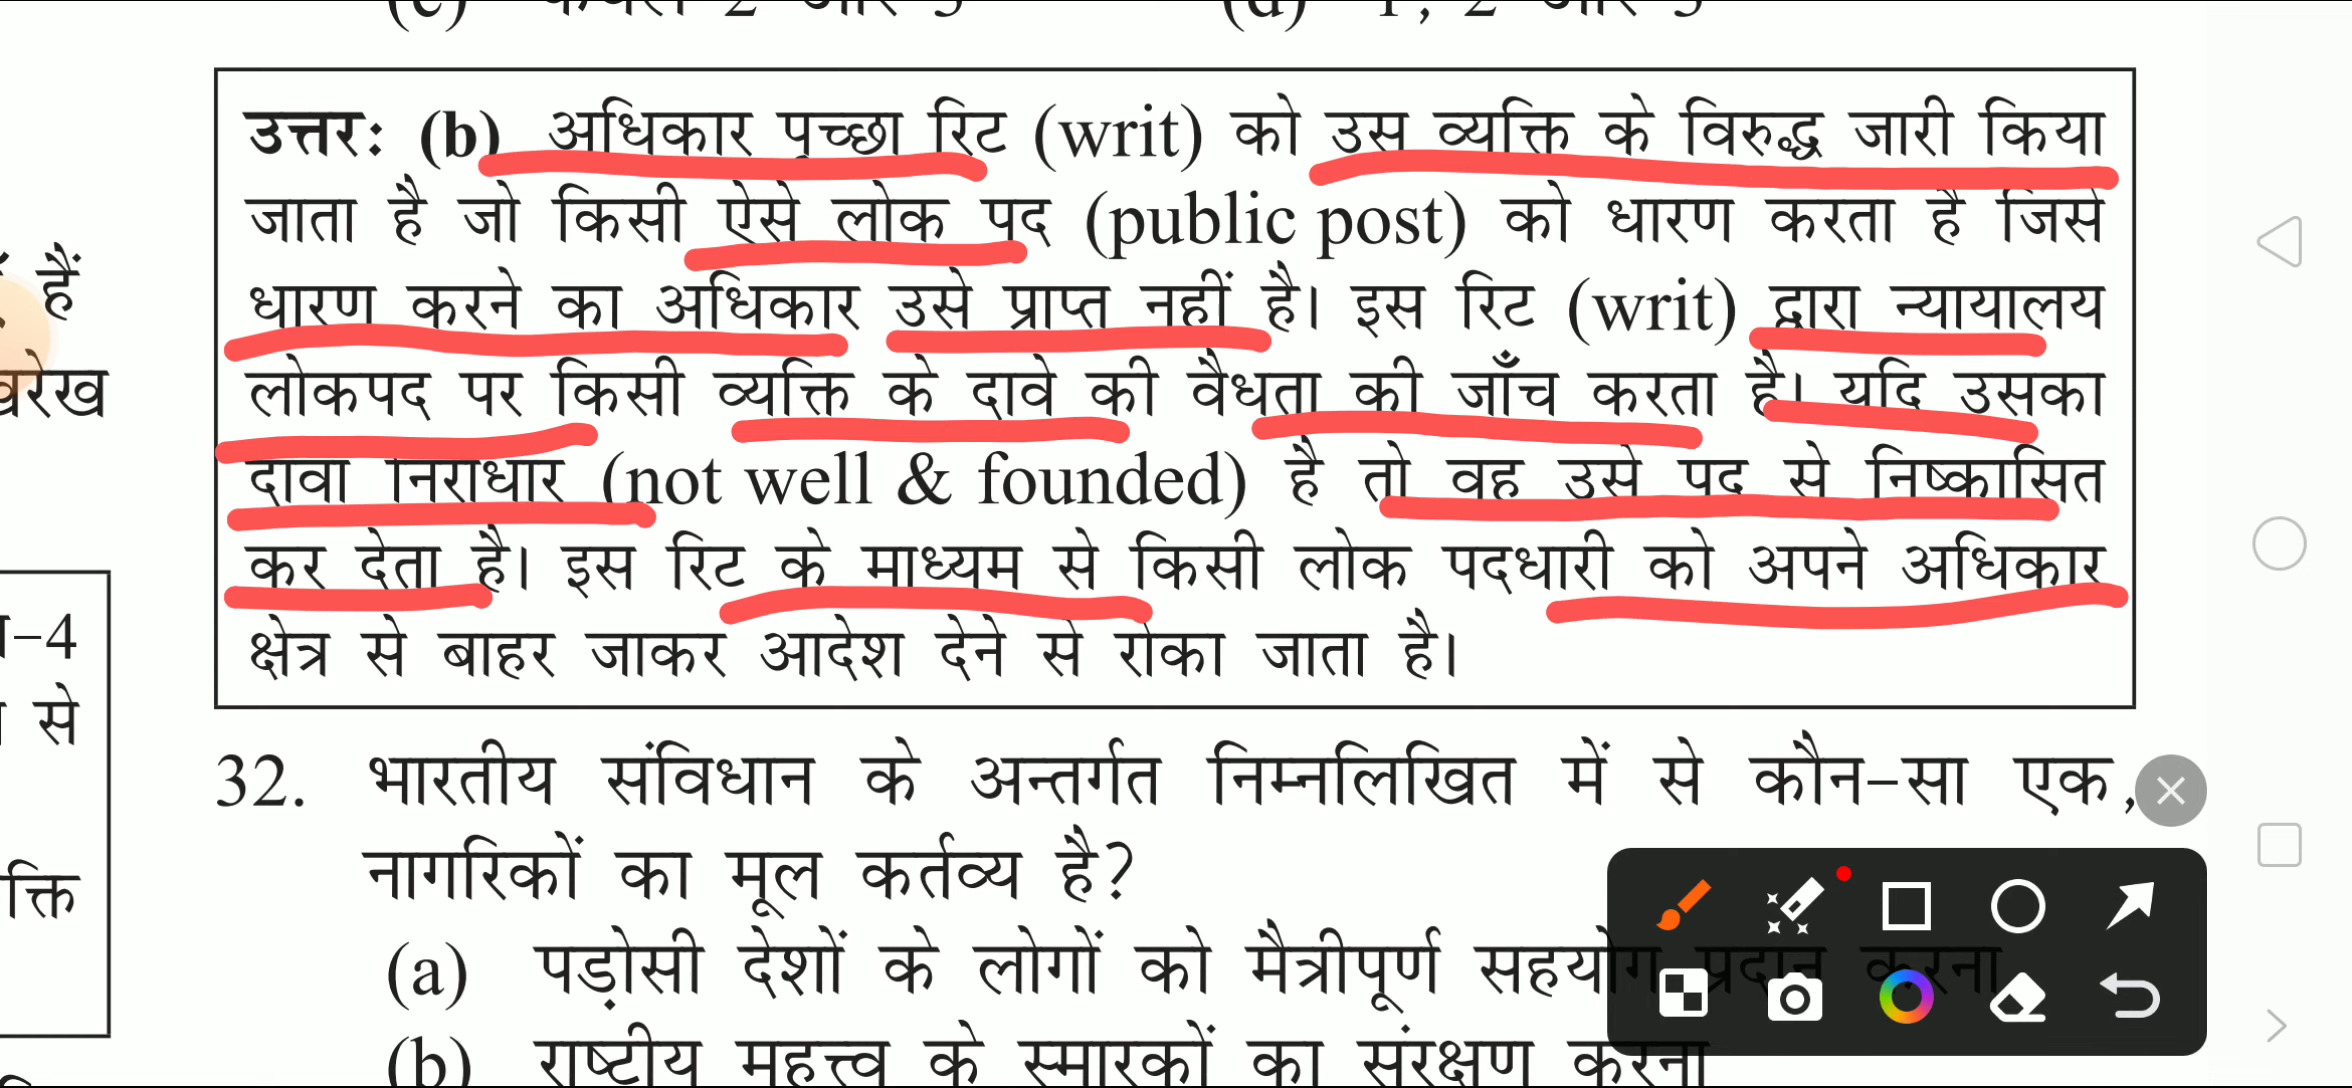 उत्तरः (b) अधिकार पृच्छा रिट (writ) को उस व्यक्ति के विरुद्ध जारी किया
जाता है जो किसी ऐसे लोक पद (public post) को धारण करता है जिसे
धारण करने का अधिकार उसे प्राप्त नहीं है। इस रिट (writ) द्वारा न्यायालय
लोकपद पर किसी व्यक्ति के दावे की वैधता की जाँच करता है। यदि उसका
दावा निराधार (not well & founded) है तो वह उसे पद से निष्कासित
कर देता है। इस रिट के माध्यम से किसी लोक पदधारी को अपने अधिकार
क्षेत्र से बाहर जाकर आदेश देने से रोका जाता है।
32. भारतीय संविधान के अन्तर्गत निम्नलिखित में से कौन-सा एक,
नागरिकों का मूल कर्तव्य है?
(a) पड़ोसी देशों के लोगों को मैत्रीपूर्ण सहयोग प्रदान करना
(b) राष्टीय महत्त्व के स्मारकों का संरक्षण करना
हैं
-4
से